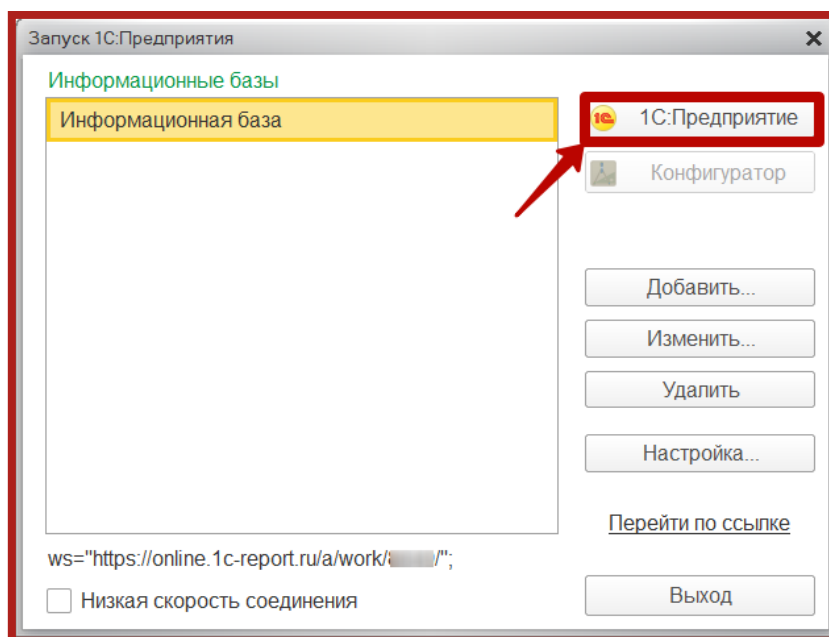 Запуск 1С:Предприятия
Информационные базы
Информационная база
1С:Предприятие
Конфигуратор
Добавить...
Изменить...
Удалить
Настройка...
Перейти по ссылке
ws="https://online.1c-report.ru/a/work/ /";
Низкая скорость соединения
Выход